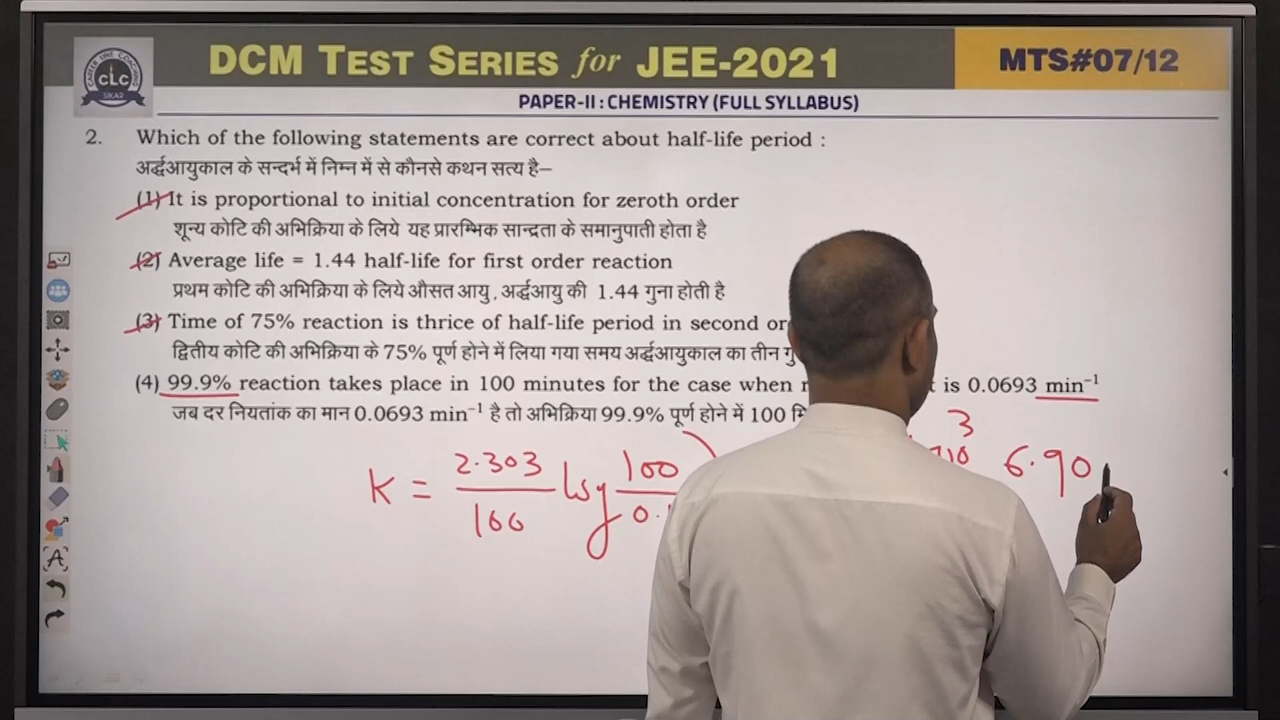 CAREER LINE COACHING
CLC
SIKAR
DCM TEST SERIES for JEE-2021
MTS#07/12
PAPER-II : CHEMISTRY (FULL SYLLABUS)
2. Which of the following statements are correct about half-life period :
अर्द्धआयुकाल के सन्दर्भ में निम्न में से कौनसे कथन सत्य है–
(1) It is proportional to initial concentration for zeroth order
शून्य कोटि की अभिक्रिया के लिये यह प्रारम्भिक सान्द्रता के समानुपाती होता है
(2) Average life = 1.44 half-life for first order reaction
प्रथम कोटि की अभिक्रिया के लिये औसत आयु, अर्द्धआयु की 1.44 गुना होती है
(3) Time of 75% reaction is thrice of half-life period in second
द्वितीय कोटि की अभिक्रिया के 75% पूर्ण होने में लिया गया समय अर्द्धआयुकाल का तीन
(4) 99.9% reaction takes place in 100 minutes for the case when is 0.0693 min⁻¹
जब दर नियतांक का मान 0.0693 min⁻¹ है तो अभिक्रिया 99.9% पूर्ण होने में 100
K = 2.303/100 log 100/0. 3 10 6.90